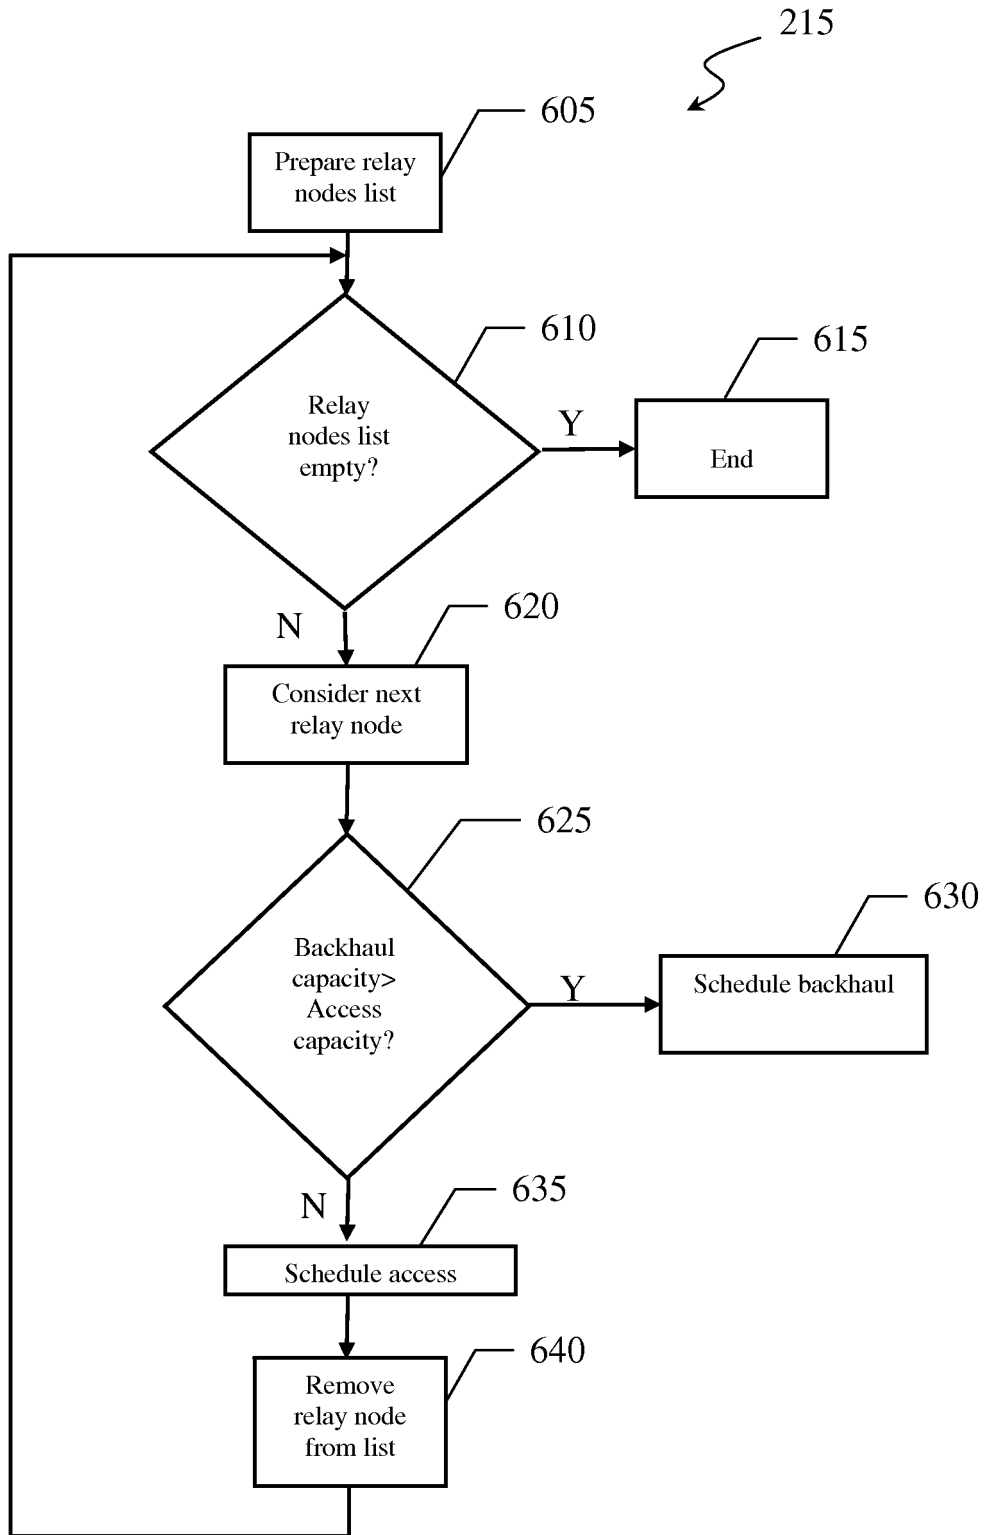 215
605
Prepare relay
nodes list
610
Relay
nodes list
empty?
Y
615
End
N
620
Consider next
relay node
625
Backhaul
capacity>
Access
capacity?
Y
630
Schedule backhaul
N
635
Schedule access
640
Remove
relay node
from list